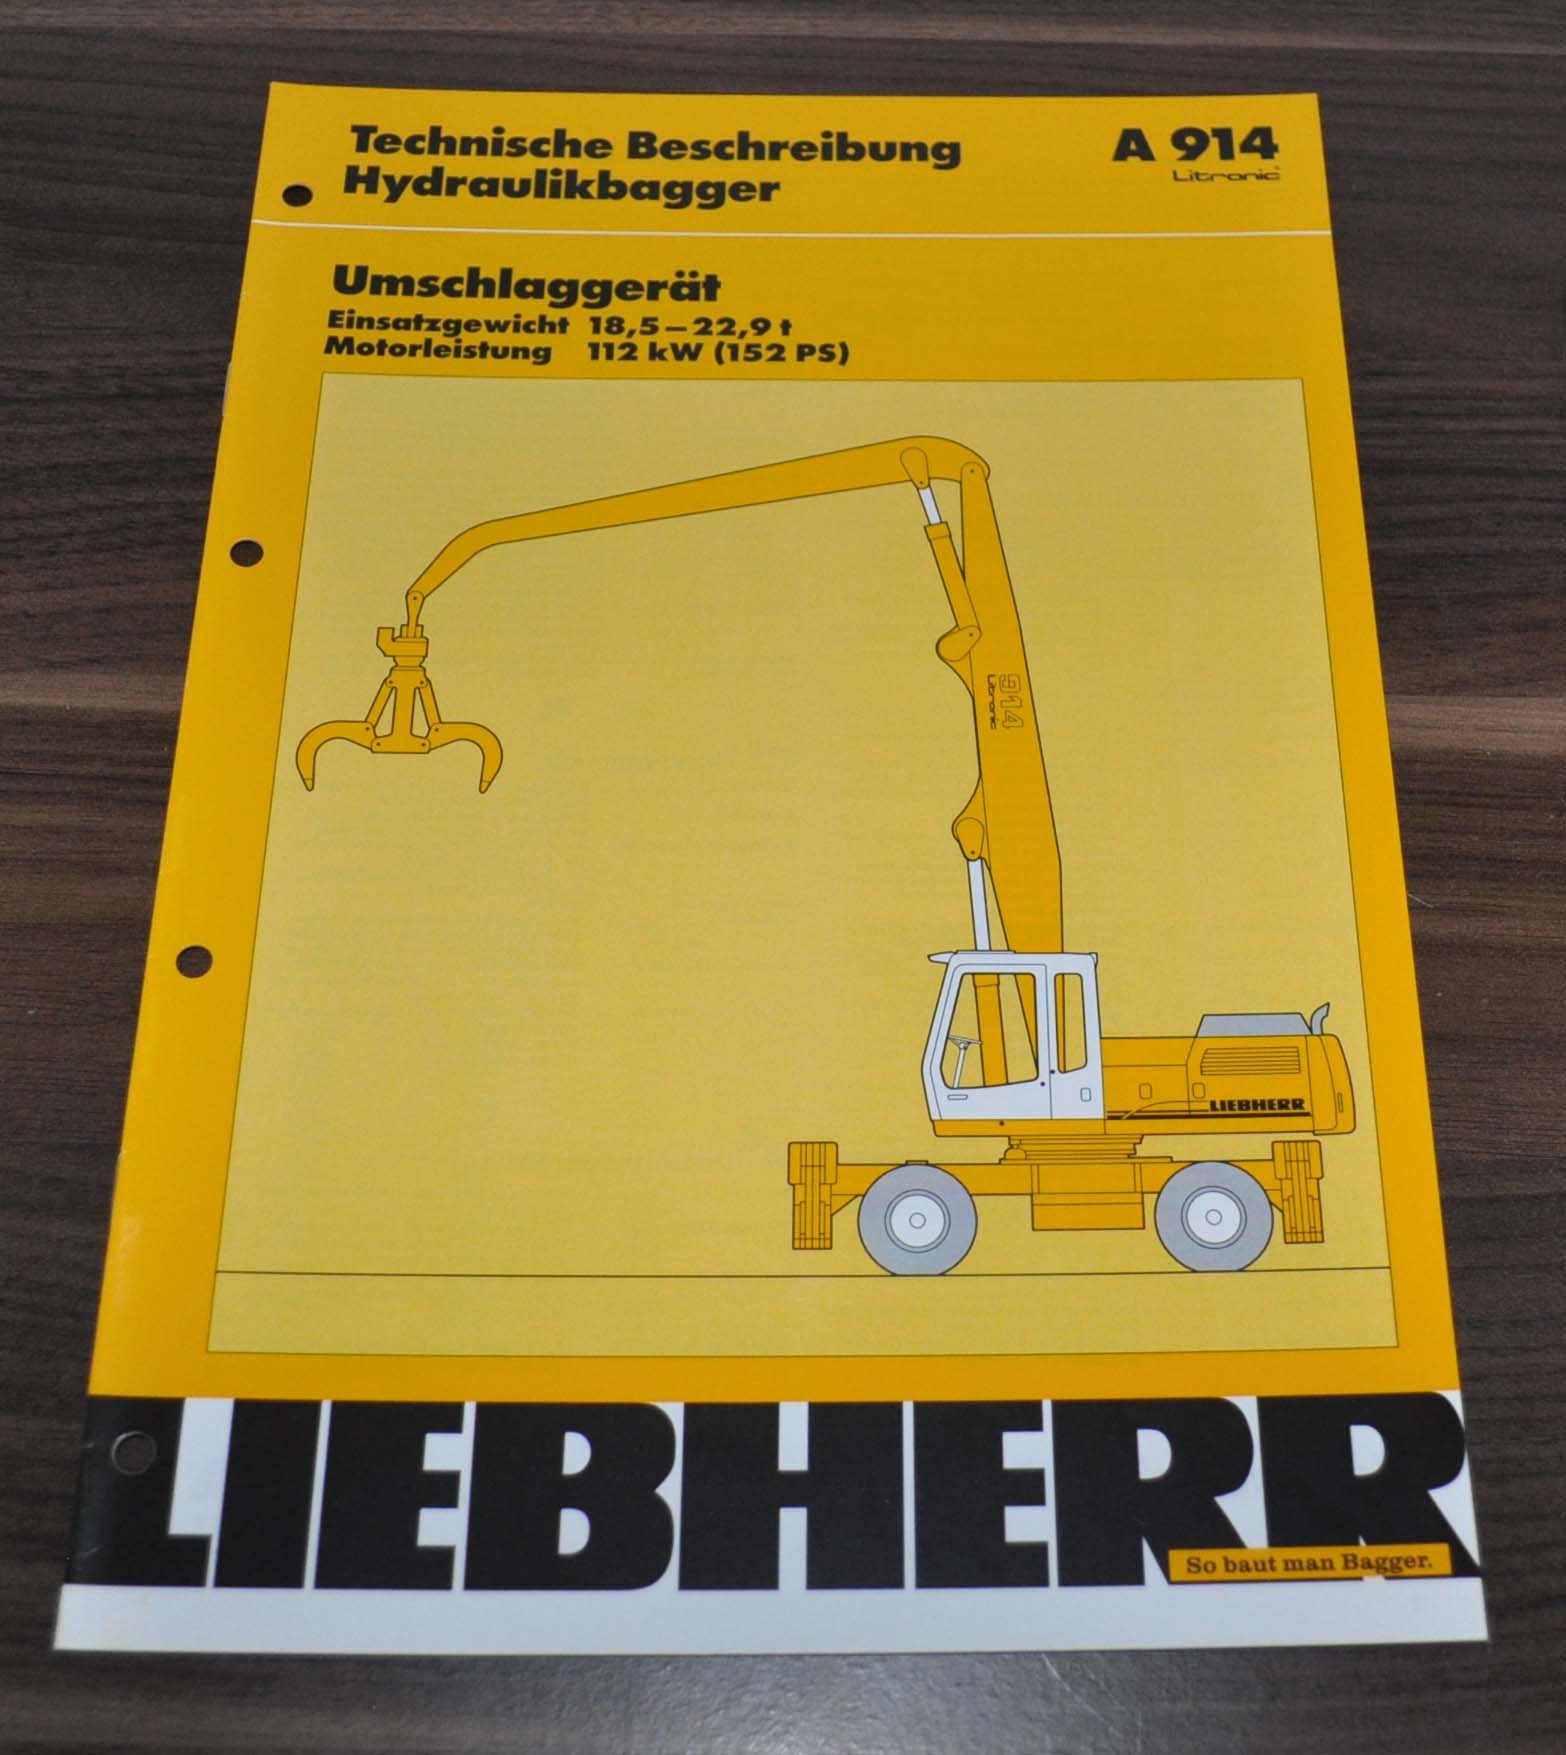 Technische Beschreibung
Hydraulikbagger
A 914
Litronic
Umschlaggerät
Einsatzgewicht 18,5–22,9 t
Motorleistung 112 kW (152 PS)
914
Litronic
LIEBHERR
LIEBHERR
So baut man Bagger.